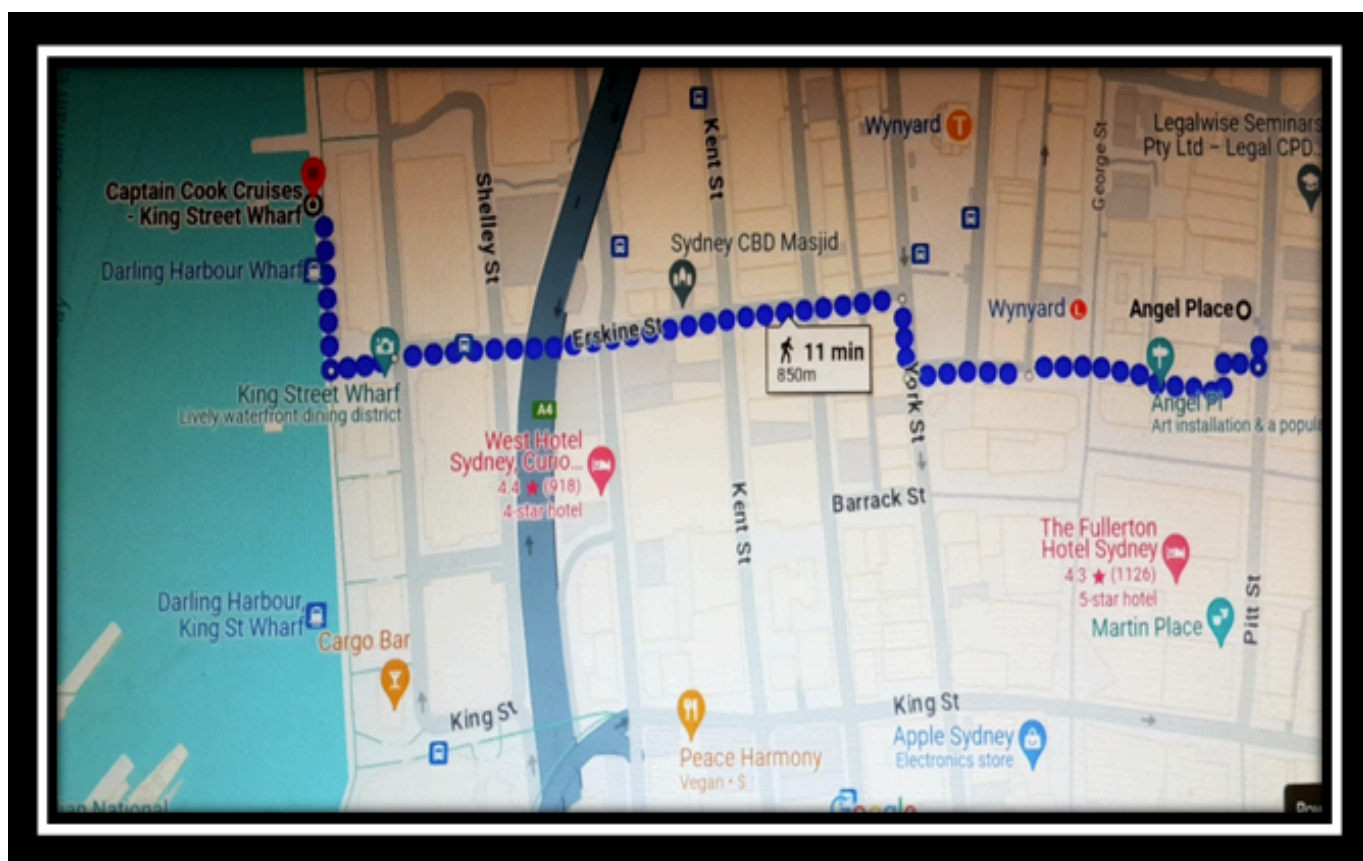 Kent St
Wynyard
T
George St
Legalwise Seminars
Pty Ltd – Legal CPD...
Captain Cook Cruises
- King Street Wharf
Shelley St
Sydney CBD Masjid
Darling Harbour Wharf
Erskine St
Wynyard L
Angel Place
11 min
850m
York St
King Street Wharf
Lively waterfront dining district
Angel Pl
Art installation & a popula
A4
West Hotel
Sydney, Curio...
4.4 ★ (918)
4-star hotel
Kent St
Barrack St
The Fullerton
Hotel Sydney
4.3 ★ (1126)
5-star hotel
Pitt St
Martin Place
Darling Harbour,
King St Wharf
Cargo Bar
King St
King St
Peace Harmony
Vegan • $
Apple Sydney
Electronics store
National
Google